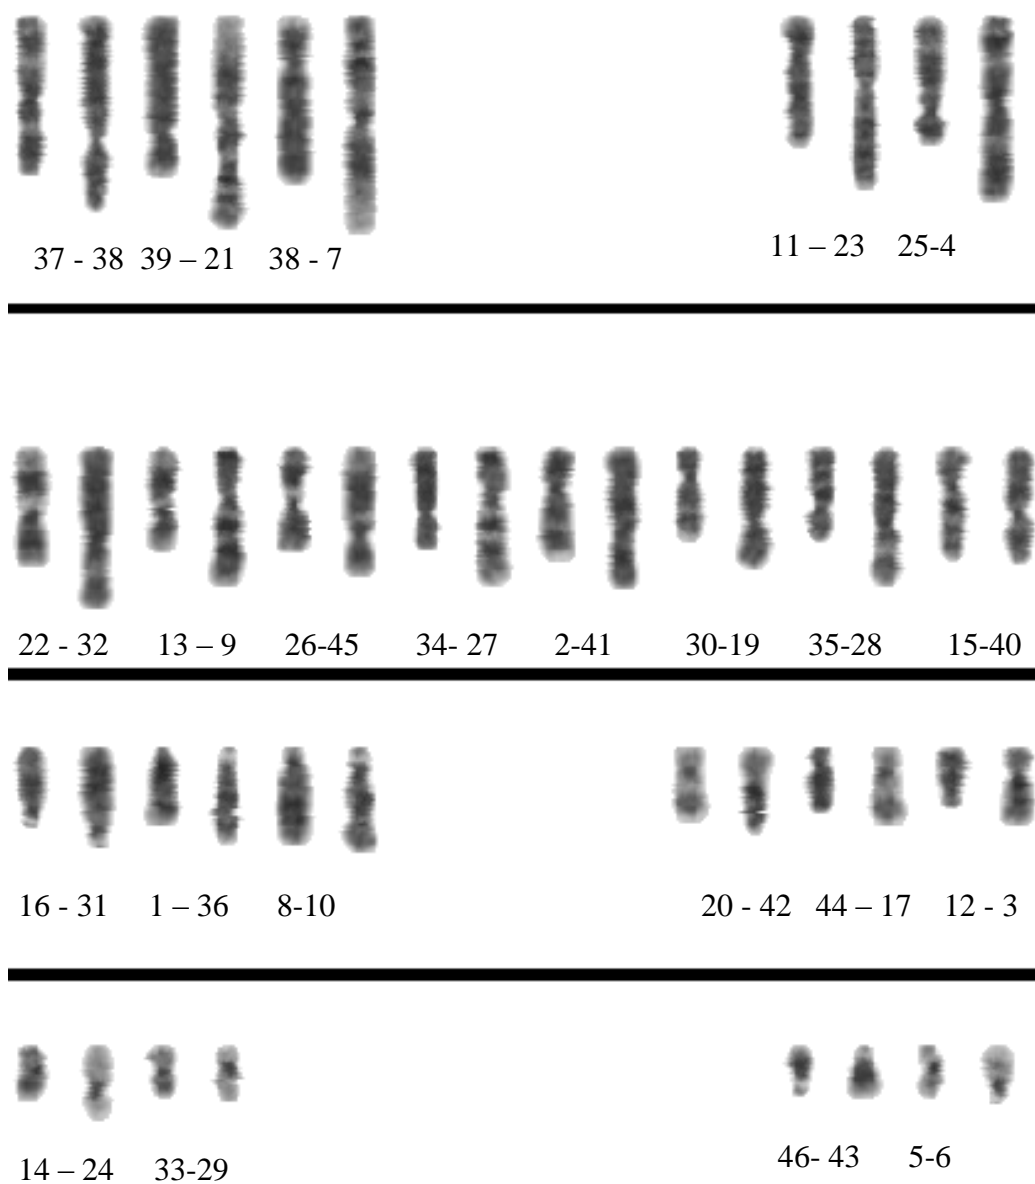 37 - 38 39 – 21 38 - 7 11 – 23 25-4
22 - 32 13 – 9 26-45 34- 27 2-41 30-19 35-28 15-40
16 - 31 1 – 36 8-10 20 - 42 44 – 17 12 - 3
14 – 24 33-29 46- 43 5-6